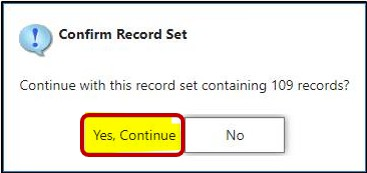 Confirm Record Set
Continue with this record set containing 109 records?
Yes, Continue No